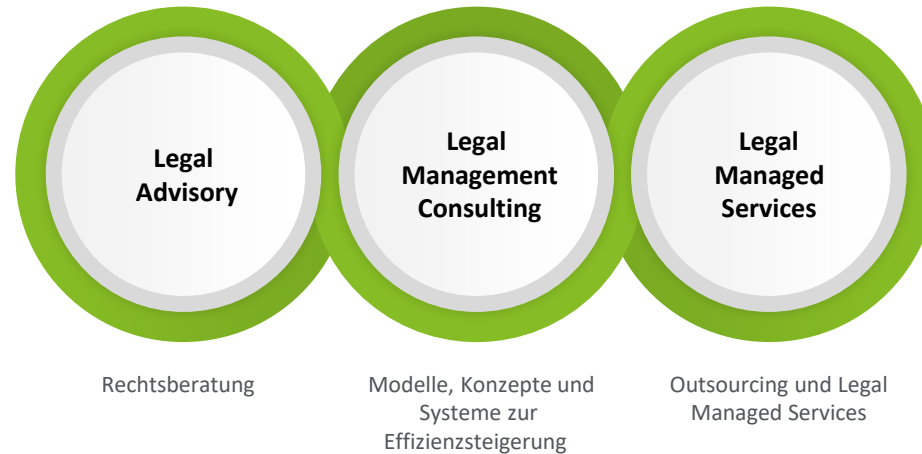 Legal
Advisory
Legal
Management
Consulting
Legal
Managed
Services
Rechtsberatung
Modelle, Konzepte und
Systeme zur
Effizienzsteigerung
Outsourcing und Legal
Managed Services